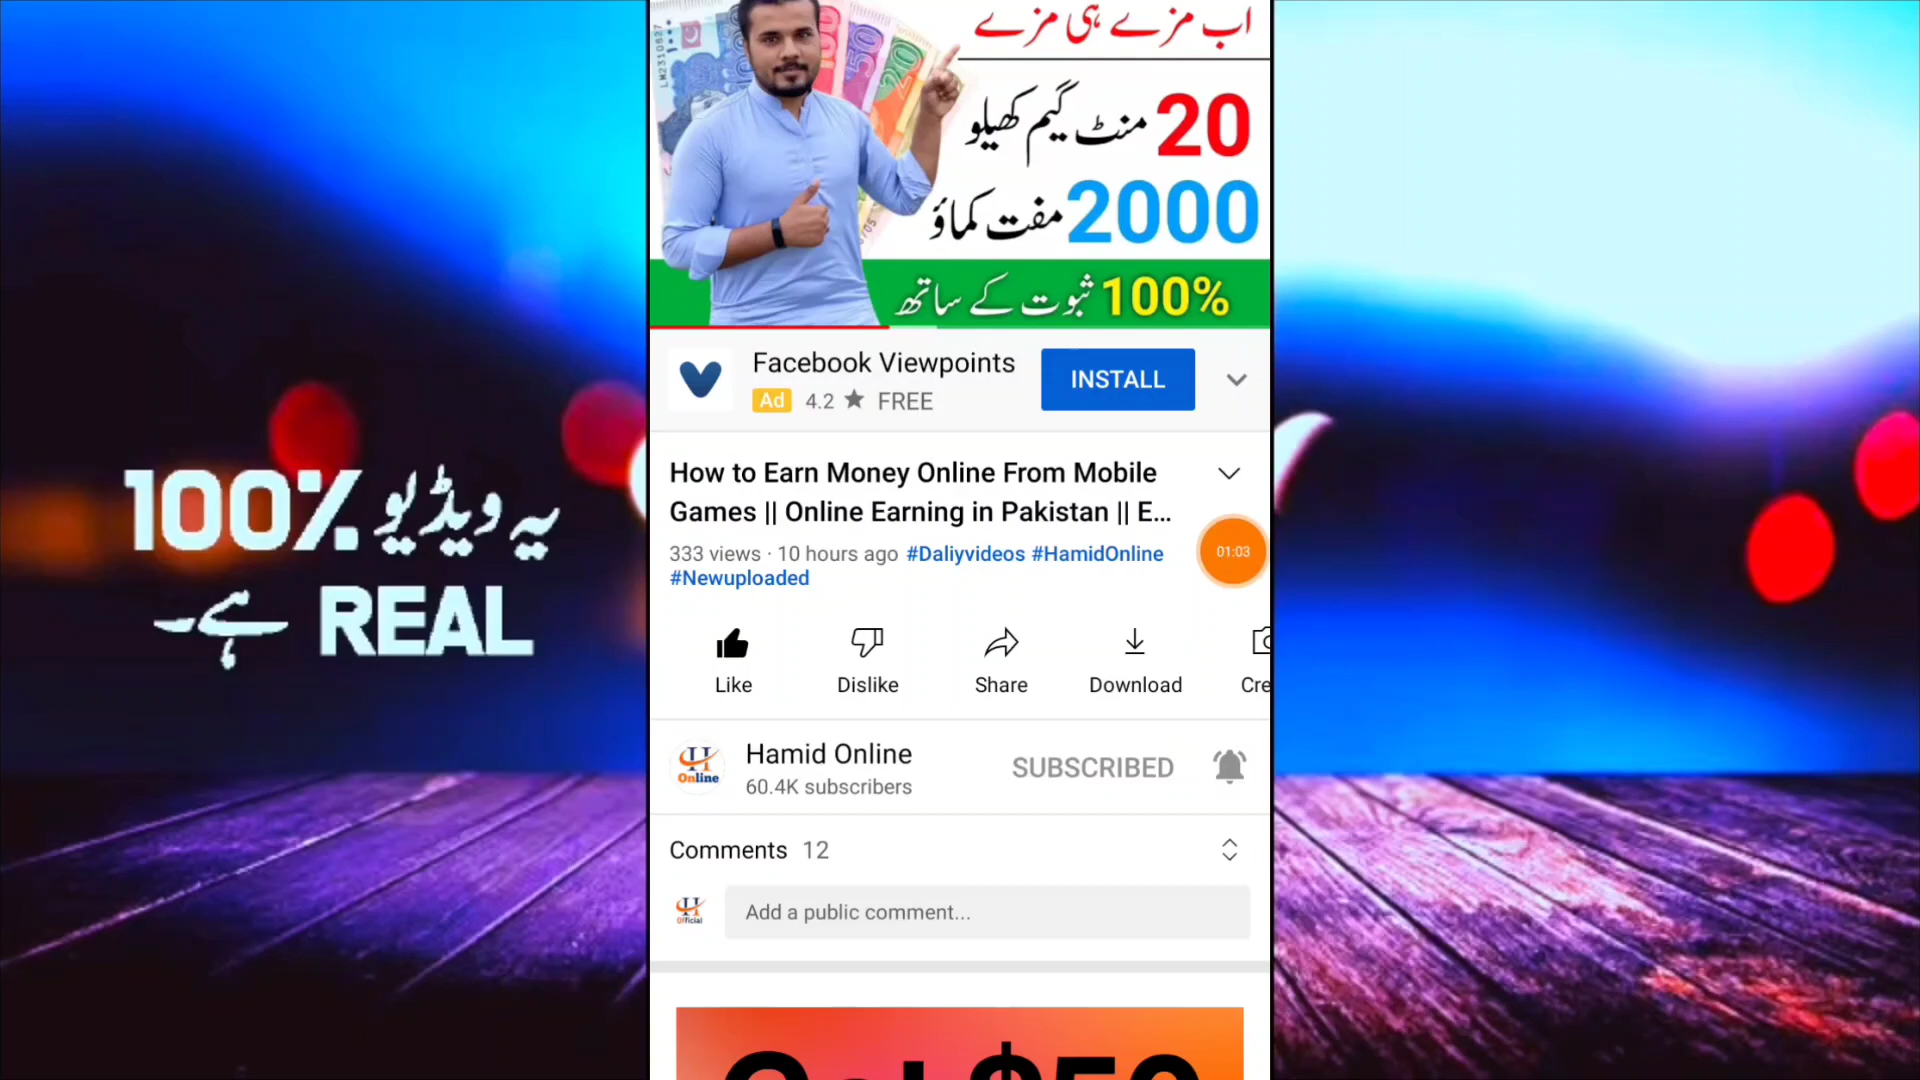 اب مزے ہی مزے
20 منٹ گیم کھیلو
2000 مفت کماؤ
100% ثبوت کے ساتھ
Facebook Viewpoints
INSTALL
Ad 4.2 ★ FREE
How to Earn Money Online From Mobile
Games || Online Earning in Pakistan || E...
333 views · 10 hours ago #Daliyvideos #HamidOnline
#Newuploaded
01:03
Like
Dislike
Share
Download
Cre
H Online
Hamid Online
60.4K subscribers
SUBSCRIBED
Comments 12
H Official
Add a public comment...
یہ ویڈیو 100%
REAL ہے۔